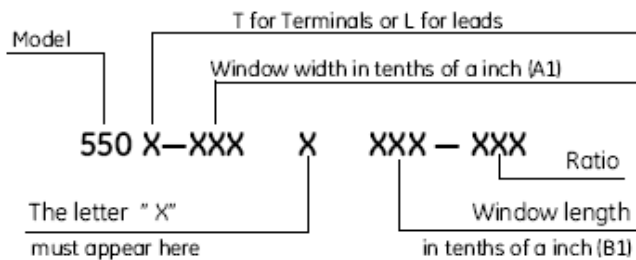 T for Terminals or L for leads
Model
Window width in tenths of a inch (A1)
550 X—XXX X XXX — XXX
Ratio
The letter " X"
Window length
must appear here
in tenths of a inch (B1)